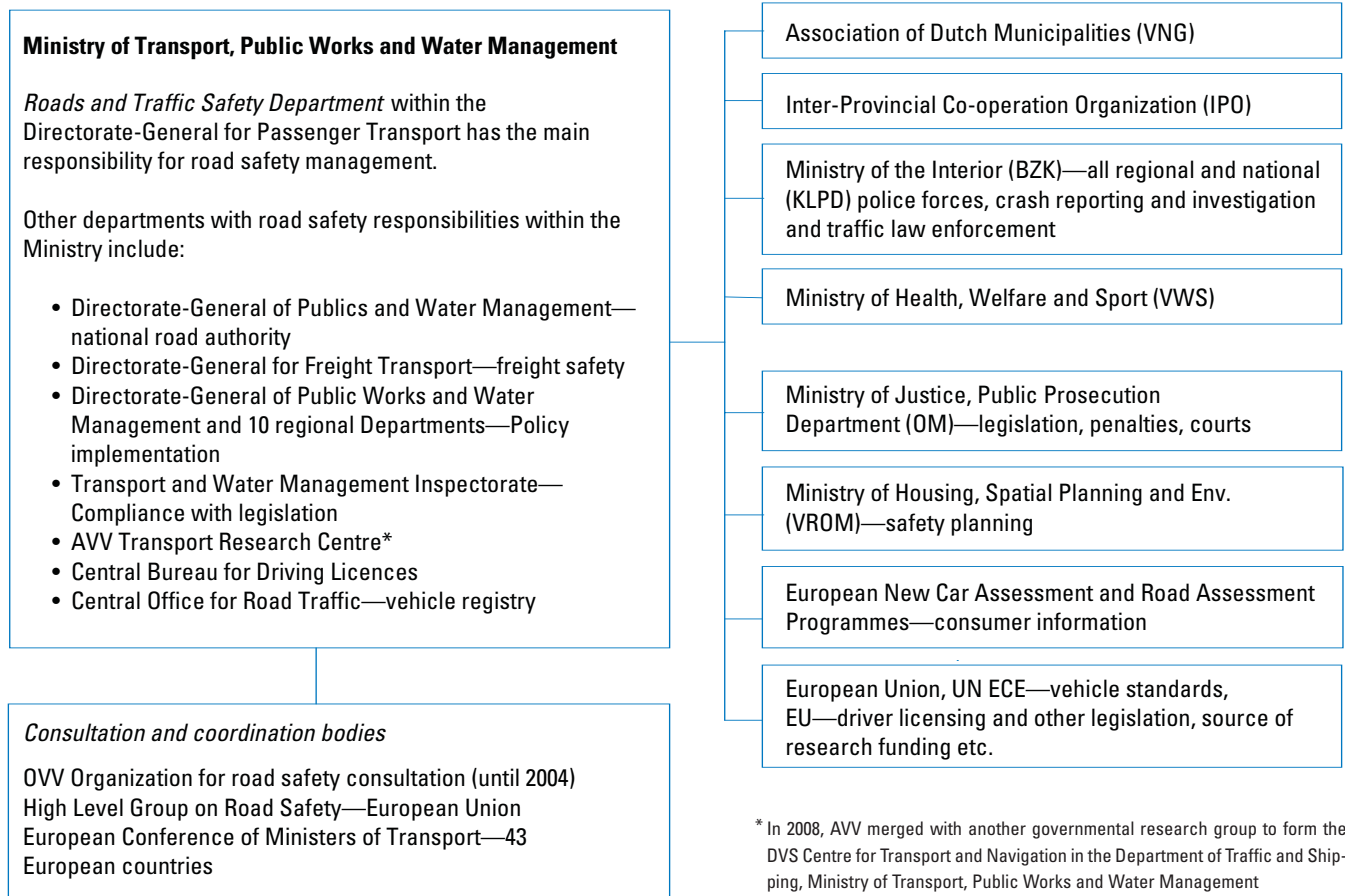 Ministry of Transport, Public Works and Water Management
Roads and Traffic Safety Department within the
Directorate-General for Passenger Transport has the main
responsibility for road safety management.
Other departments with road safety responsibilities within the
Ministry include:
• Directorate-General of Publics and Water Management—
national road authority
• Directorate-General for Freight Transport—freight safety
• Directorate-General of Public Works and Water
Management and 10 regional Departments—Policy
implementation
• Transport and Water Management Inspectorate—
Compliance with legislation
• AVV Transport Research Centre*
• Central Bureau for Driving Licences
• Central Office for Road Traffic—vehicle registry
Consultation and coordination bodies
OVV Organization for road safety consultation (until 2004)
High Level Group on Road Safety—European Union
European Conference of Ministers of Transport—43
European countries
Association of Dutch Municipalities (VNG)
Inter-Provincial Co-operation Organization (IPO)
Ministry of the Interior (BZK)—all regional and national
(KLPD) police forces, crash reporting and investigation
and traffic law enforcement
Ministry of Health, Welfare and Sport (VWS)
Ministry of Justice, Public Prosecution
Department (OM)—legislation, penalties, courts
Ministry of Housing, Spatial Planning and Env.
(VROM)—safety planning
European New Car Assessment and Road Assessment
Programmes—consumer information
European Union, UN ECE—vehicle standards,
EU—driver licensing and other legislation, source of
research funding etc.
* In 2008, AVV merged with another governmental research group to form the
DVS Centre for Transport and Navigation in the Department of Traffic and Ship-
ping, Ministry of Transport, Public Works and Water Management